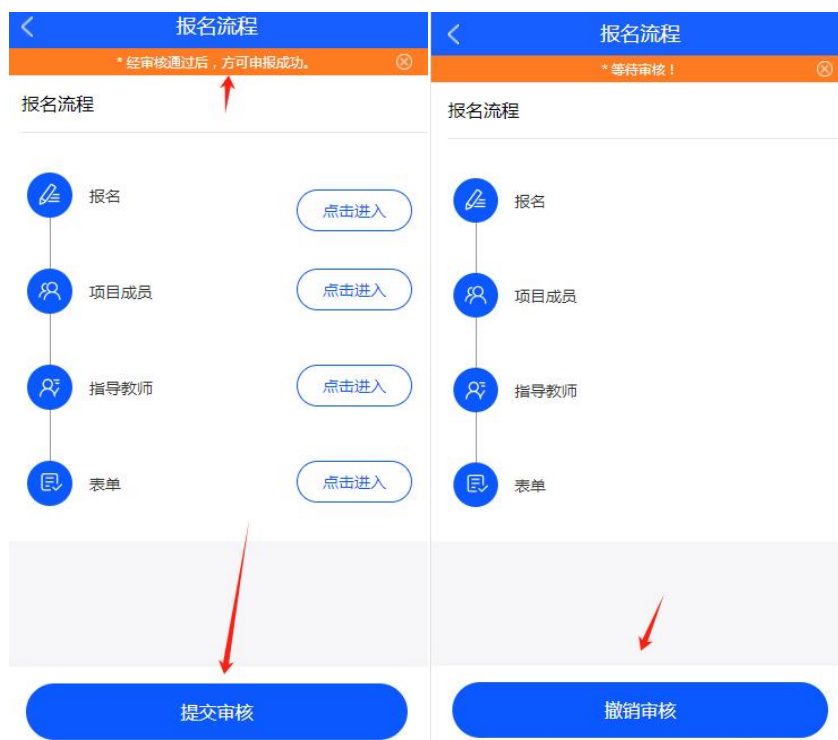 报名流程
*经审核通过后，方可申报成功。
报名流程
报名
点击进入
项目成员
点击进入
指导教师
点击进入
表单
点击进入
提交审核
报名流程
*等待审核！
报名流程
报名
项目成员
指导教师
表单
撤销审核